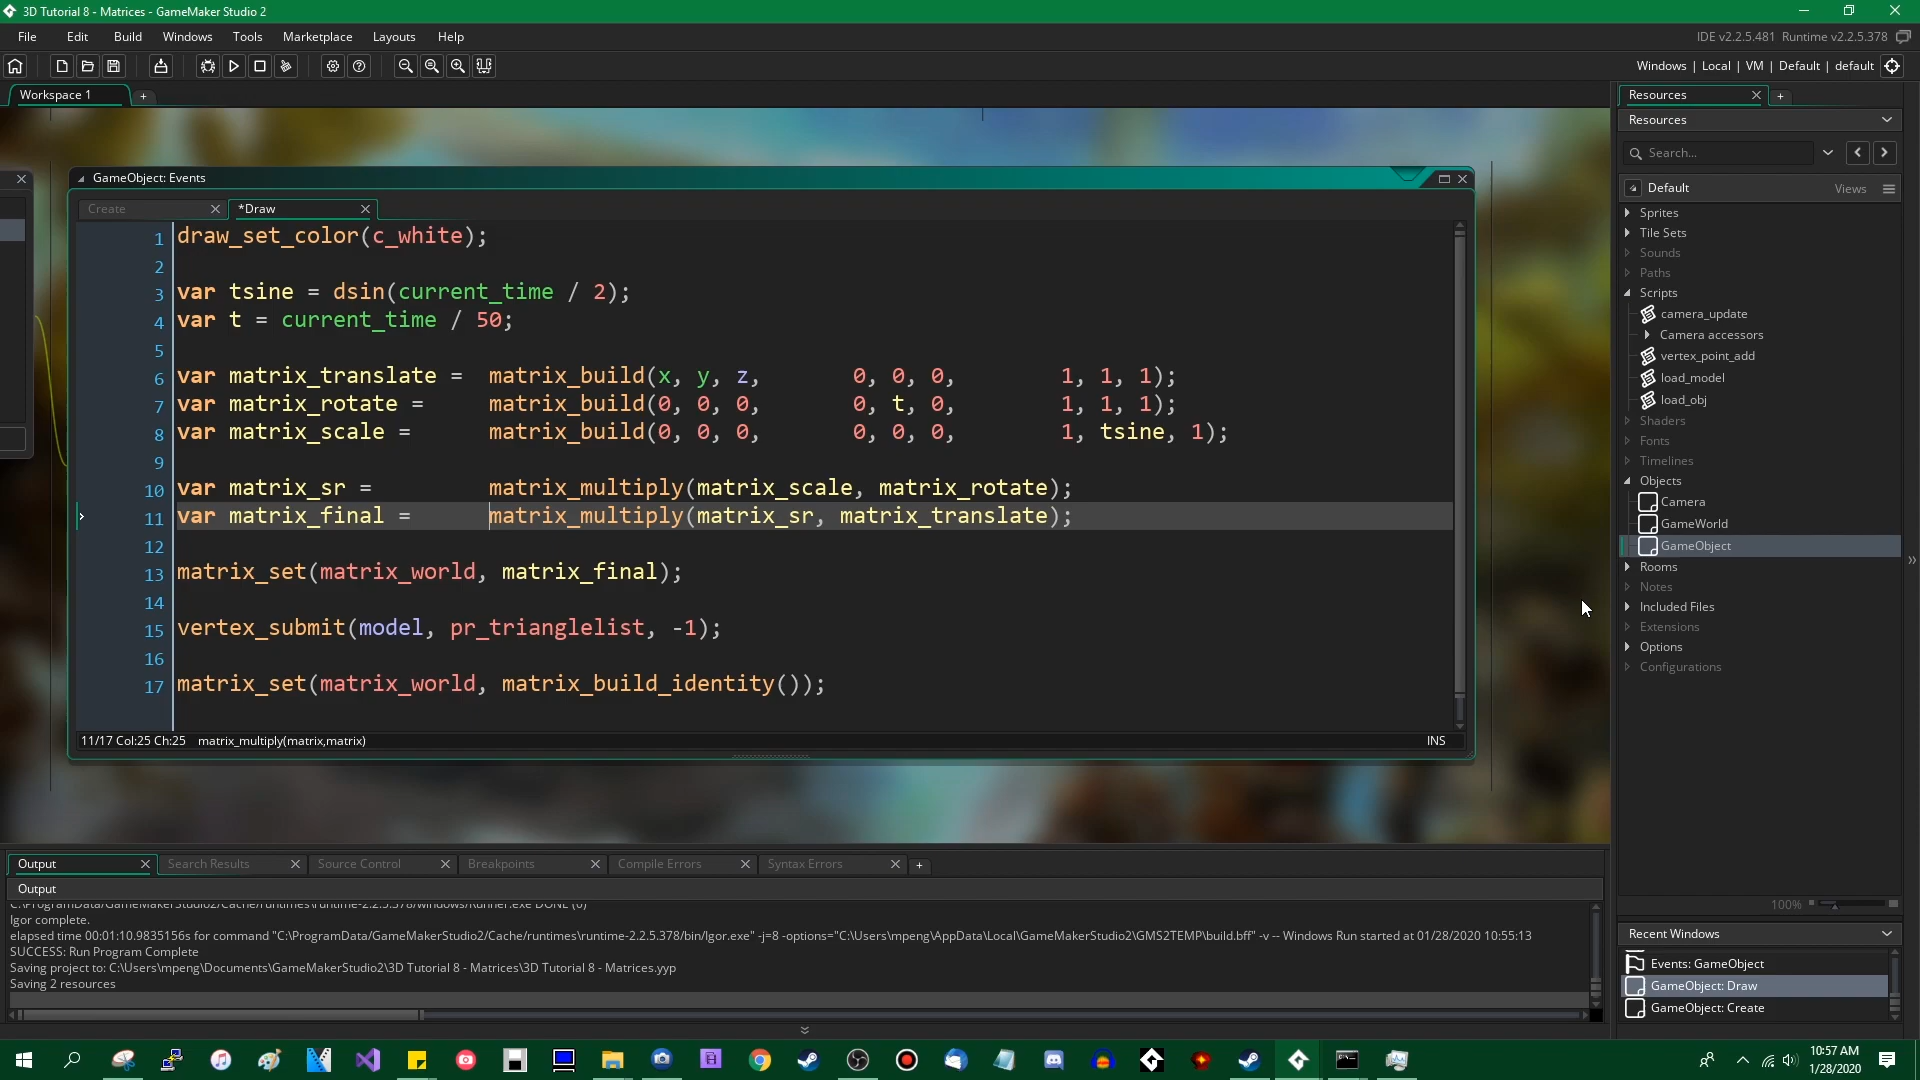 3D Tutorial 8 - Matrices - GameMaker Studio 2
File Edit Build Windows Tools Marketplace Layouts Help
IDE v2.2.5.481 Runtime v2.2.5.378
Windows | Local | VM | Default | default
Workspace 1
GameObject: Events
Create
*Draw
1 draw_set_color(c_white);
2
3 var tsine = dsin(current_time / 2);
4 var t = current_time / 50;
5
6 var matrix_translate = matrix_build(x, y, z, 0, 0, 0, 1, 1, 1);
7 var matrix_rotate = matrix_build(0, 0, 0, 0, t, 0, 1, 1, 1);
8 var matrix_scale = matrix_build(0, 0, 0, 0, 0, 0, 1, tsine, 1);
9
10 var matrix_sr = matrix_multiply(matrix_scale, matrix_rotate);
11 var matrix_final = matrix_multiply(matrix_sr, matrix_translate);
12
13 matrix_set(matrix_world, matrix_final);
14
15 vertex_submit(model, pr_trianglelist, -1);
16
17 matrix_set(matrix_world, matrix_build_identity());
11/17 Col:25 Ch:25 matrix_multiply(matrix,matrix)
INS
Resources
Resources
Search...
Default
Views
Sprites
Tile Sets
Sounds
Paths
Scripts
camera_update
Camera accessors
vertex_point_add
load_model
load_obj
Shaders
Fonts
Timelines
Objects
Camera
GameWorld
GameObject
Rooms
Notes
Included Files
Extensions
Options
Configurations
100%
Recent Windows
Events: GameObject
GameObject: Draw
GameObject: Create
Output Search Results Source Control Breakpoints Compile Errors Syntax Errors
Output
C:\ProgramData/GameMakerStudio2/Cache/runtimes\runtime-2.2.5.378/windows/Runner.exe DONE (0)
Igor complete.
elapsed time 00:01:10.9835156s for command "C:\ProgramData/GameMakerStudio2/Cache/runtimes\runtime-2.2.5.378/bin/Igor.exe" -j=8 -options="C:\Users\mpeng\AppData\Local\GameMakerStudio2\GMS2TEMP\build.bff" -v -- Windows Run started at 01/28/2020 10:55:13
SUCCESS: Run Program Complete
Saving project to: C:\Users\mpeng\Documents\GameMakerStudio2\3D Tutorial 8 - Matrices\3D Tutorial 8 - Matrices.yyp
Saving 2 resources
10:57 AM
1/28/2020